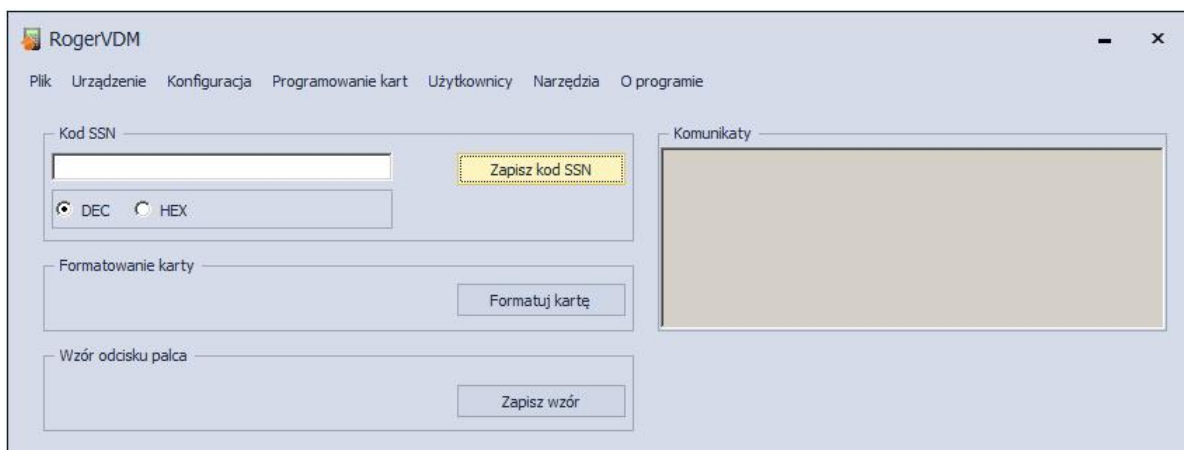 RogerVDM
Plik Urządzenie Konfiguracja Programowanie kart Użytkownicy Narzędzia O programie
Kod SSN
Zapisz kod SSN
DEC HEX
Formatowanie karty
Formatuj kartę
Wzór odcisku palca
Zapisz wzór
Komunikaty